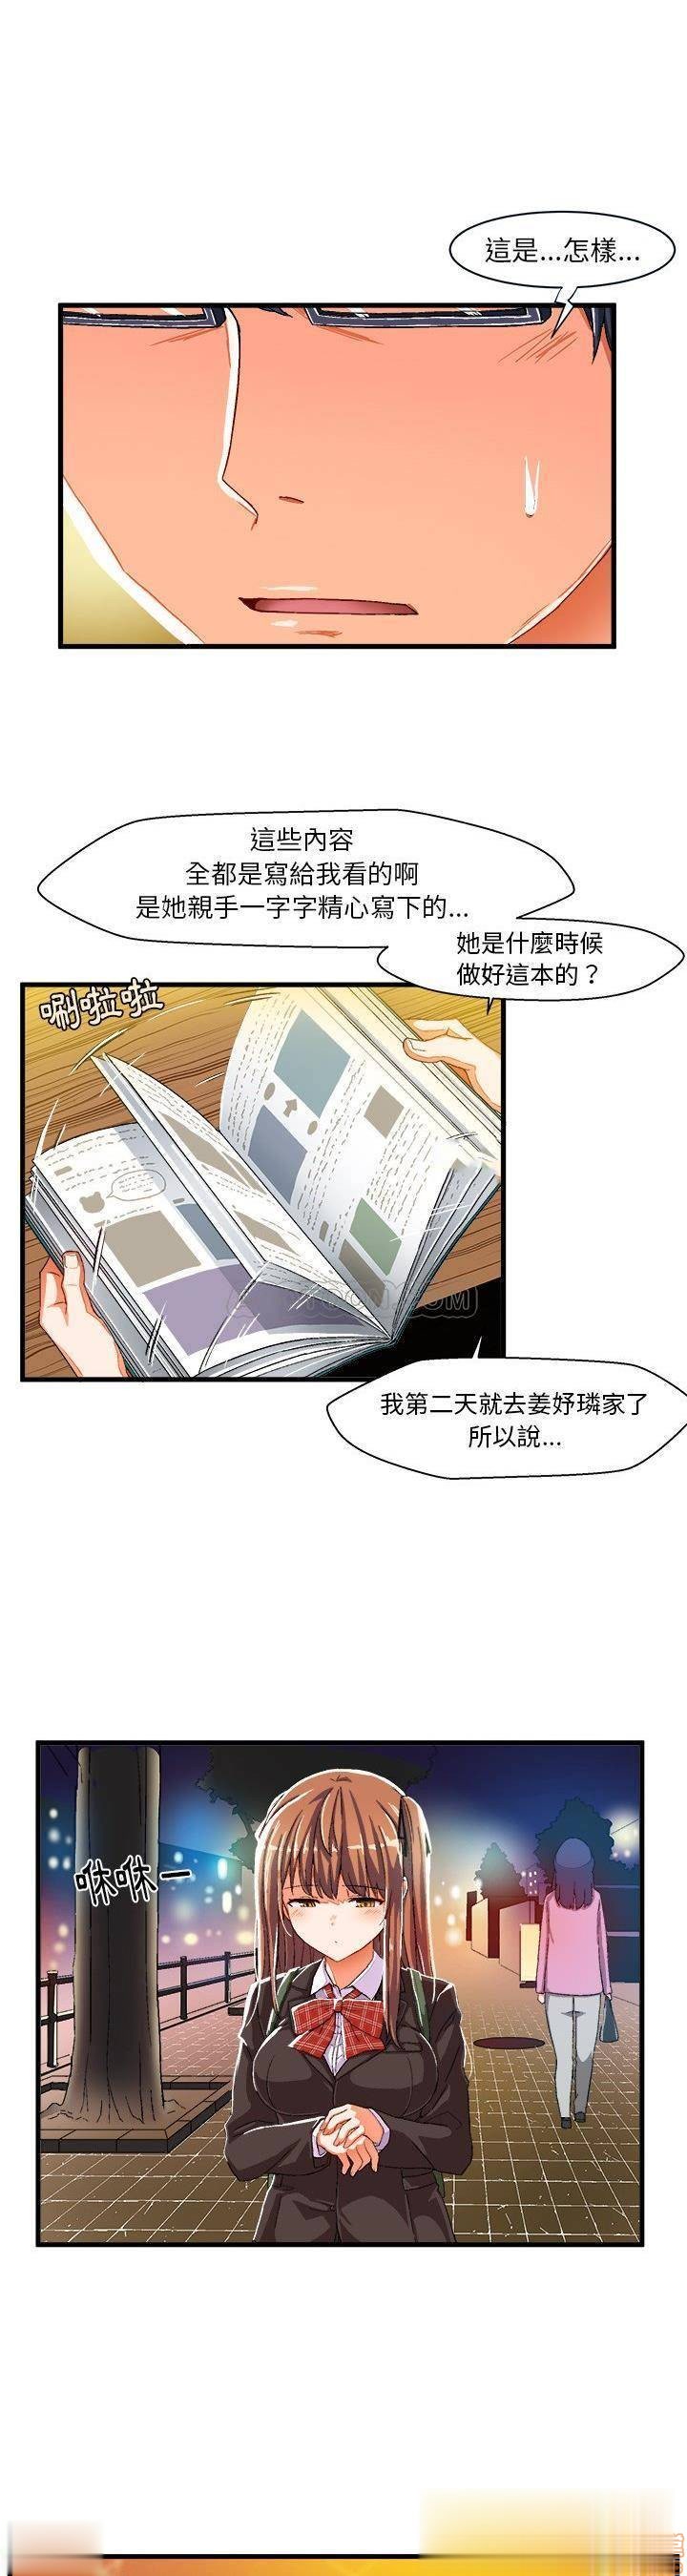 這是...怎樣...
這些內容
全都是寫給我看的啊
是她親手一字字精心寫下的...
她是什麼時候
做好這本的？
唰啦啦
TOON.COM
我第二天就去姜妤璘家了
所以說...
咻咻一